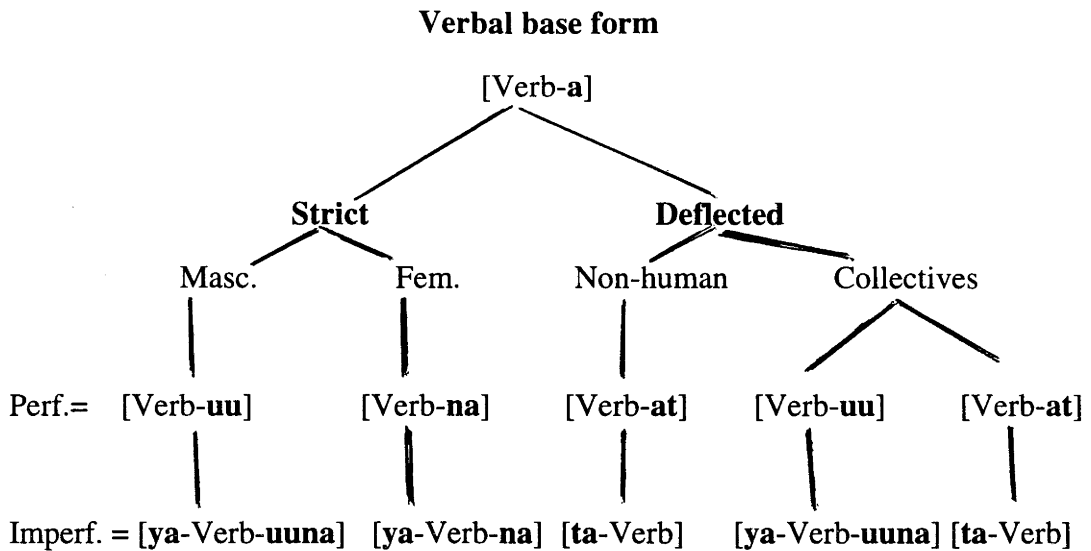 Verbal base form
[Verb-a]
Strict Deflected
Masc. Fem. Non-human Collectives
Perf.= [Verb-uu] [Verb-na] [Verb-at] [Verb-uu] [Verb-at]
Imperf. = [ya-Verb-uuna] [ya-Verb-na] [ta-Verb] [ya-Verb-uuna] [ta-Verb]